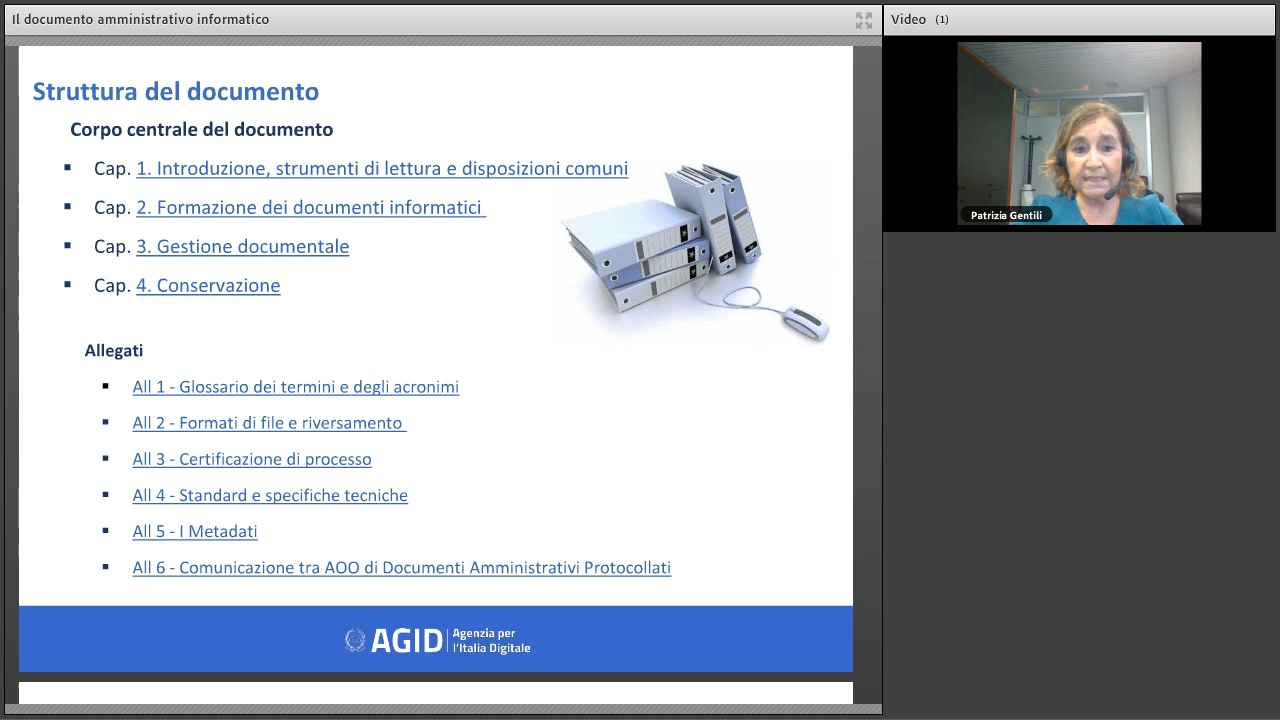 Il documento amministrativo informatico
Video (1)
Struttura del documento
Corpo centrale del documento
Cap. 1. Introduzione, strumenti di lettura e disposizioni comuni
Cap. 2. Formazione dei documenti informatici
Cap. 3. Gestione documentale
Cap. 4. Conservazione
Allegati
All 1 - Glossario dei termini e degli acronimi
All 2 - Formati di file e riversamento
All 3 - Certificazione di processo
All 4 - Standard e specifiche tecniche
All 5 - I Metadati
All 6 - Comunicazione tra AOO di Documenti Amministrativi Protocollati
AGID Agenzia per
l'Italia Digitale
Patrizia Gentili